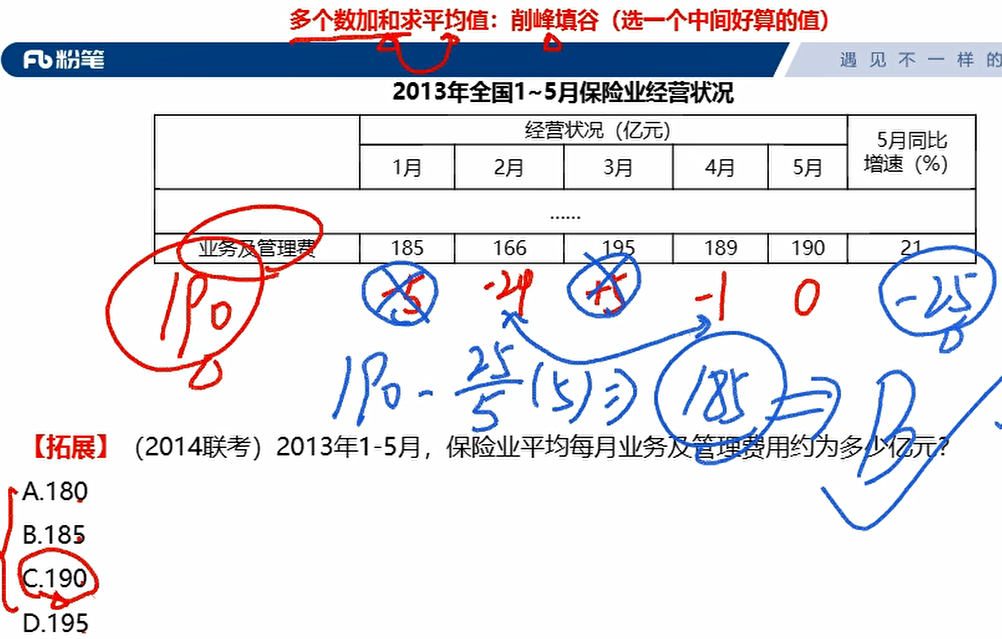 多个数加和求平均值：削峰填谷（选一个中间好算的值）
粉笔
遇见不一样的
2013年全国1~5月保险业经营状况
经营状况（亿元） 5月同比增速（%）
1月 2月 3月 4月 5月
……
业务及管理费 185 166 195 189 190 21
190 -5 -24 +5 -1 0 -25
190 - 25/5 (5) ⇒ 185 ⇒ B
【拓展】（2014联考）2013年1-5月，保险业平均每月业务及管理费用约为多少亿元？
A.180
B.185
C.190
D.195